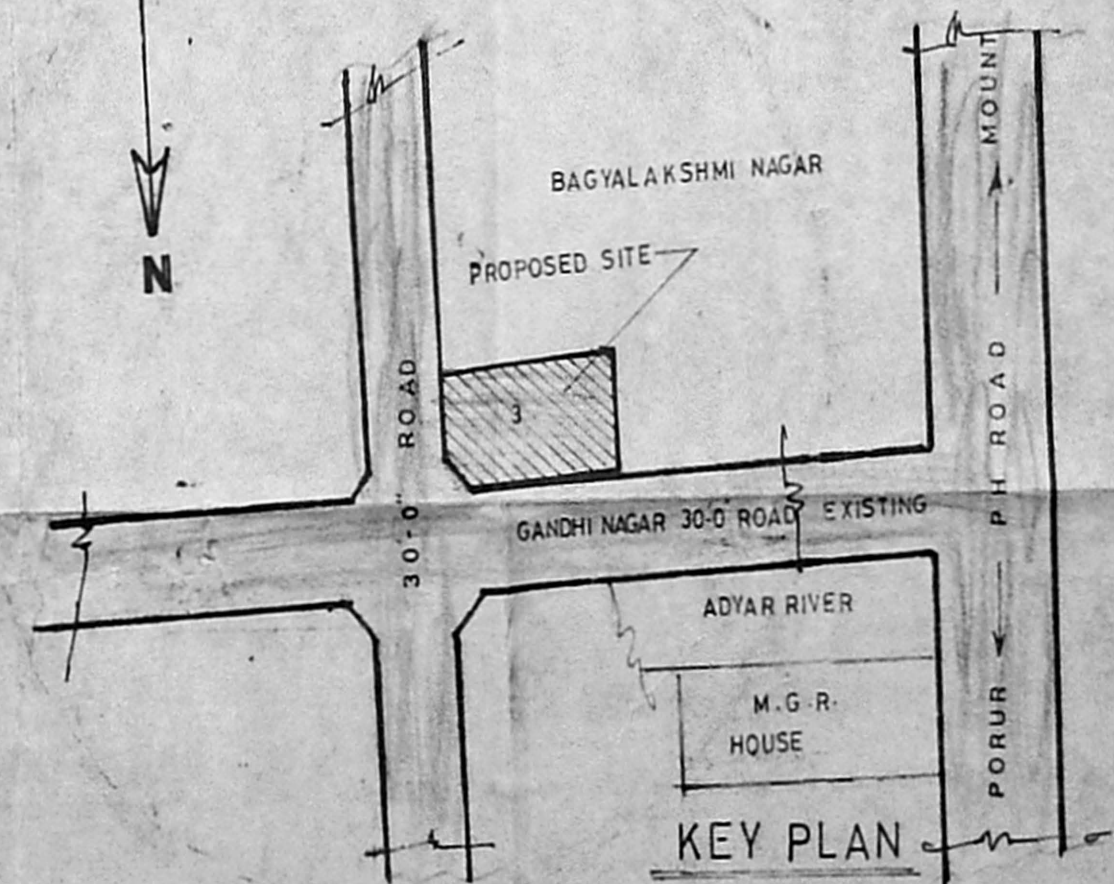 N
BAGYALAKSHMI NAGAR
PROPOSED SITE
3
30-0" ROAD
GANDHI NAGAR 30-0 ROAD EXISTING
PORUR ← PH ROAD → MOUNT
ADYAR RIVER
M.G.R.
HOUSE
KEY PLAN